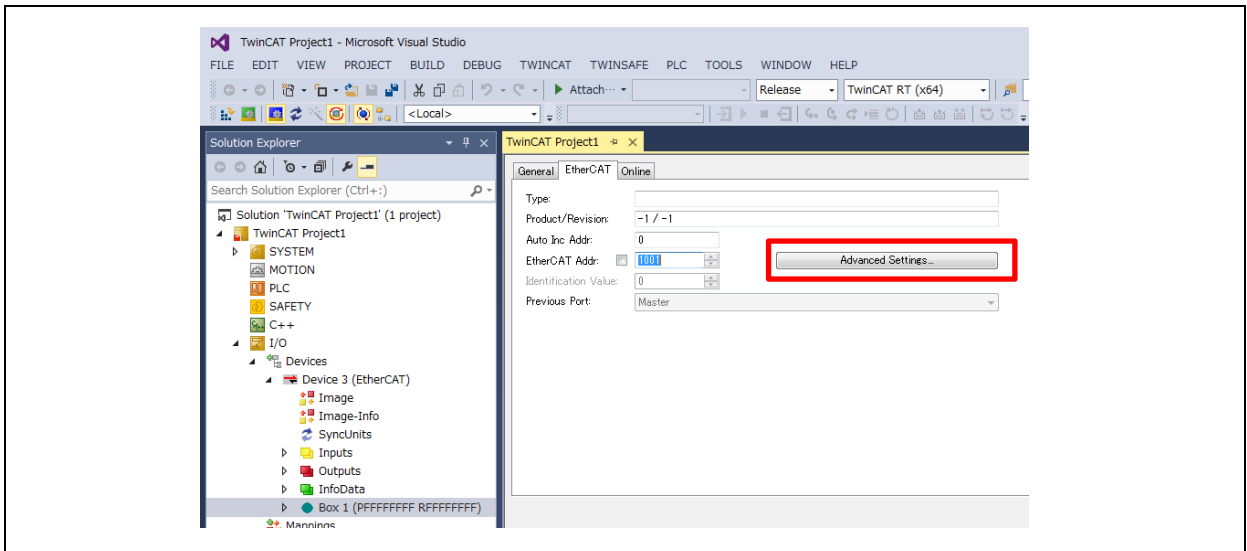 TwinCAT Project1 - Microsoft Visual Studio
FILE EDIT VIEW PROJECT BUILD DEBUG TWINCAT TWINSAFE PLC TOOLS WINDOW HELP
Attach... Release TwinCAT RT (x64)
<Local>
Solution Explorer
Search Solution Explorer (Ctrl+:)
Solution 'TwinCAT Project1' (1 project)
TwinCAT Project1
SYSTEM
MOTION
PLC
SAFETY
C++
I/O
Devices
Device 3 (EtherCAT)
Image
Image-Info
SyncUnits
Inputs
Outputs
InfoData
Box 1 (PFFFFFFFF RFFFFFFFF)
Mappings
TwinCAT Project1
General EtherCAT Online
Type:
Product/Revision: -1 / -1
Auto Inc Addr: 0
EtherCAT Addr: 1001 Advanced Settings...
Identification Value: 0
Previous Port: Master